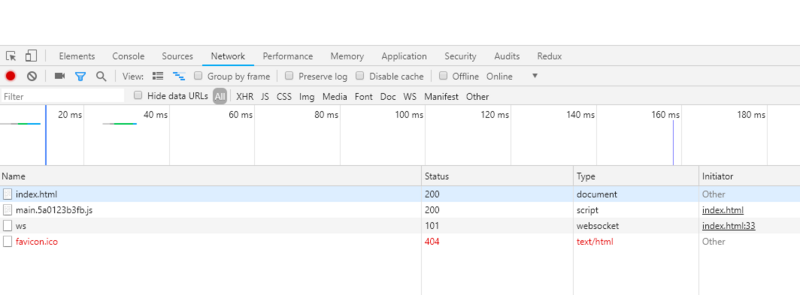 Elements Console Sources Network Performance Memory Application Security Audits Redux
View: Group by frame Preserve log Disable cache Offline Online
Filter Hide data URLs All XHR JS CSS Img Media Font Doc WS Manifest Other
20 ms 40 ms 60 ms 80 ms 100 ms 120 ms 140 ms 160 ms 180 ms
Name Status Type Initiator
index.html 200 document Other
main.5a0123b3fb.js 200 script index.html
ws 101 websocket index.html:33
favicon.ico 404 text/html Other